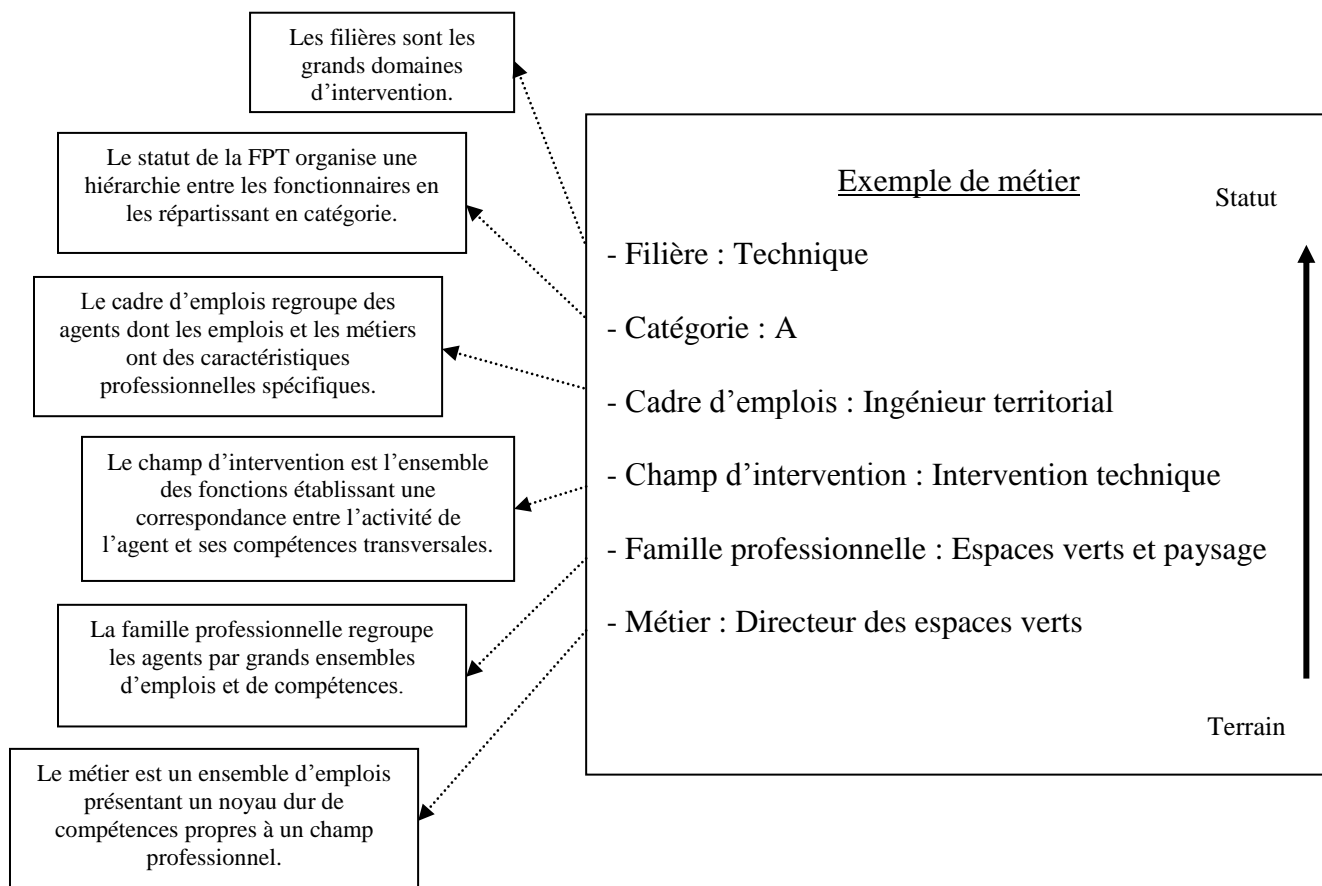 Les filières sont les
grands domaines
d’intervention.
Le statut de la FPT organise une
hiérarchie entre les fonctionnaires en
les répartissant en catégorie.
Le cadre d’emplois regroupe des
agents dont les emplois et les métiers
ont des caractéristiques
professionnelles spécifiques.
Le champ d’intervention est l’ensemble
des fonctions établissant une
correspondance entre l’activité de
l’agent et ses compétences transversales.
La famille professionnelle regroupe
les agents par grands ensembles
d’emplois et de compétences.
Le métier est un ensemble d’emplois
présentant un noyau dur de
compétences propres à un champ
professionnel.
Exemple de métier
Statut
- Filière : Technique
- Catégorie : A
- Cadre d’emplois : Ingénieur territorial
- Champ d’intervention : Intervention technique
- Famille professionnelle : Espaces verts et paysage
- Métier : Directeur des espaces verts
Terrain